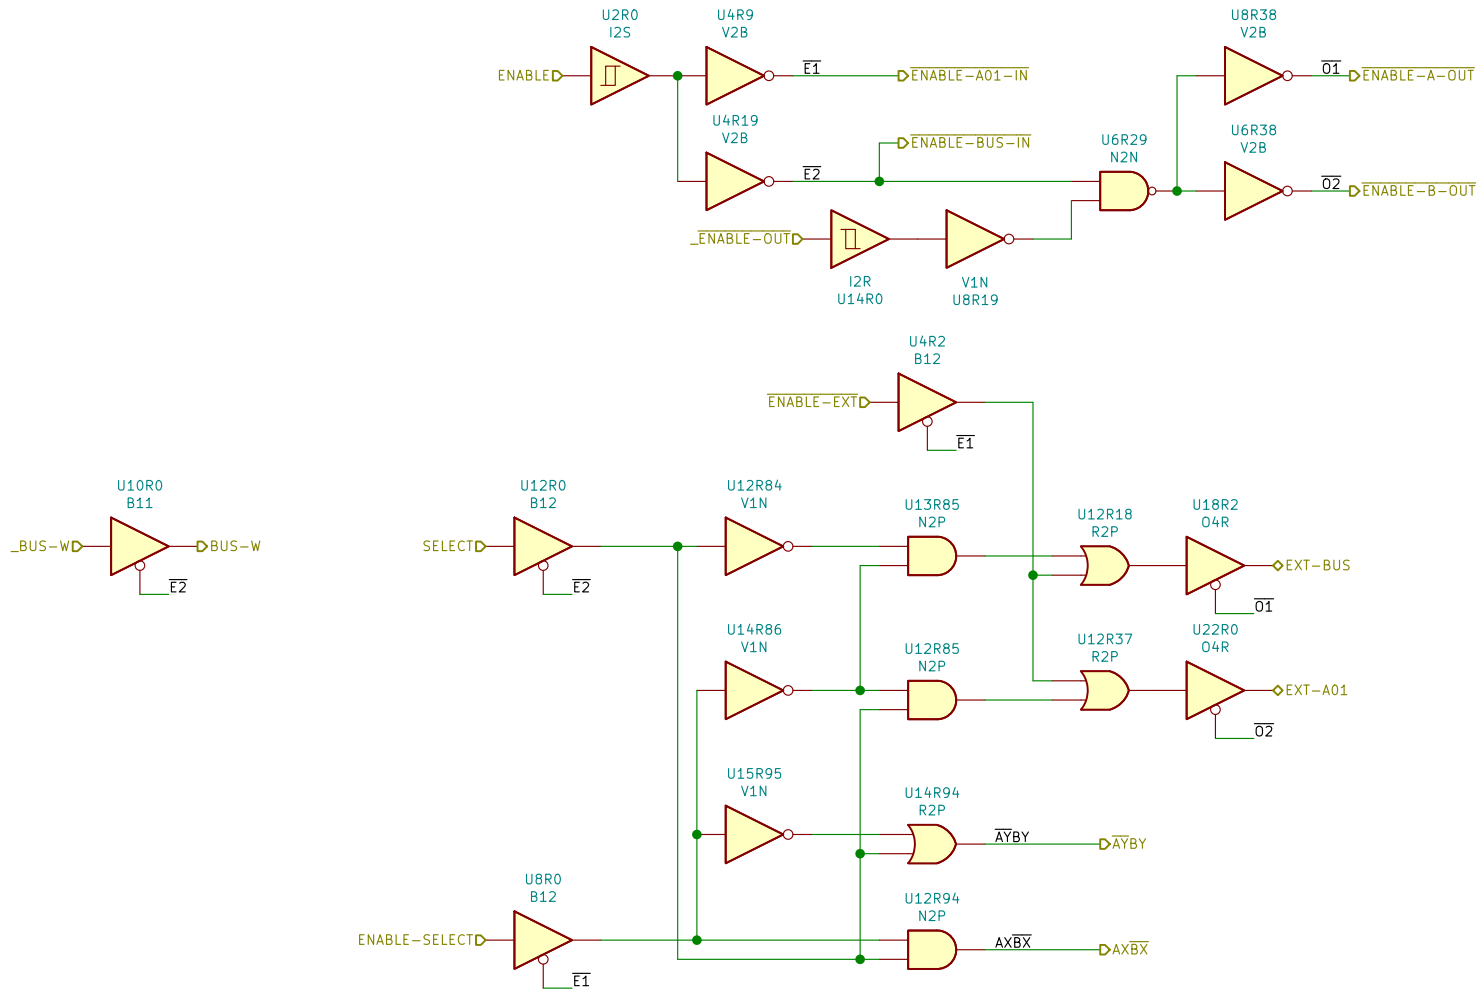 U2R0
I2S
U4R9
V2B
U8R38
V2B
ENABLE
E1
ENABLE-A01-IN
O1
ENABLE-A-OUT
U4R19
V2B
ENABLE-BUS-IN
U6R29
N2N
U6R38
V2B
E2
O2
ENABLE-B-OUT
_ENABLE-OUT
I2R
U14R0
V1N
U8R19
U4R2
B12
ENABLE-EXT
E1
U10R0
B11
U12R0
B12
U12R84
V1N
U13R85
N2P
U12R18
R2P
U18R2
O4R
_BUS-W
BUS-W
SELECT
EXT-BUS
E2
E2
O1
U14R86
V1N
U12R85
N2P
U12R37
R2P
U22R0
O4R
EXT-A01
O2
U15R95
V1N
U14R94
R2P
AYBY
AYBY
U8R0
B12
U12R94
N2P
ENABLE-SELECT
AXBX
AXBX
E1